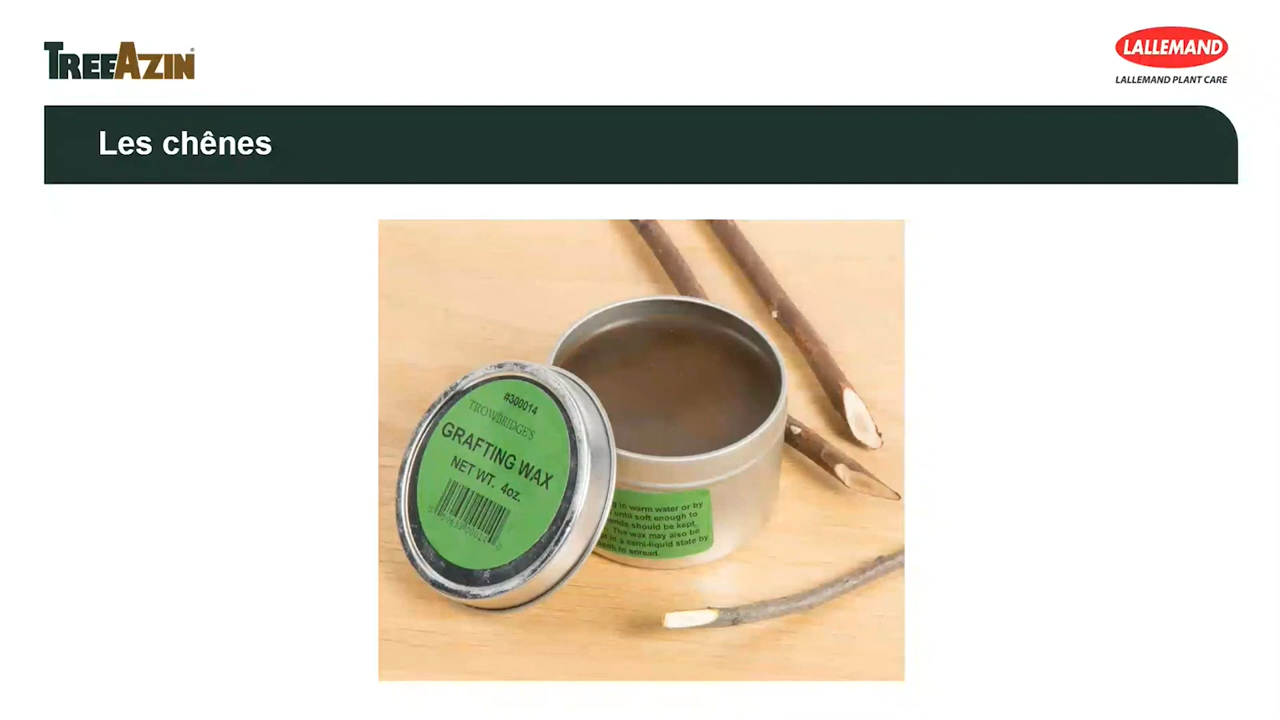 TREEAZIN®
LALLEMAND
LALLEMAND PLANT CARE
Les chênes
#300014
TROWBRIDGE'S
GRAFTING WAX
NET WT. 4oz.
in warm water or by
until soft enough to
should be kept.
The wax may also be
in a semi-liquid state by
to spread.